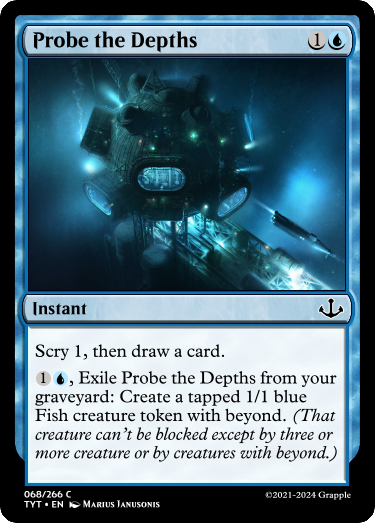 Probe the Depths 1
Instant
Scry 1, then draw a card.
1, Exile Probe the Depths from your
graveyard: Create a tapped 1/1 blue
Fish creature token with beyond. (That
creature can't be blocked except by three or
more creature or by creatures with beyond.)
068/266 C ©2021-2024 Grapple
TYT • EN Marius Janusonis